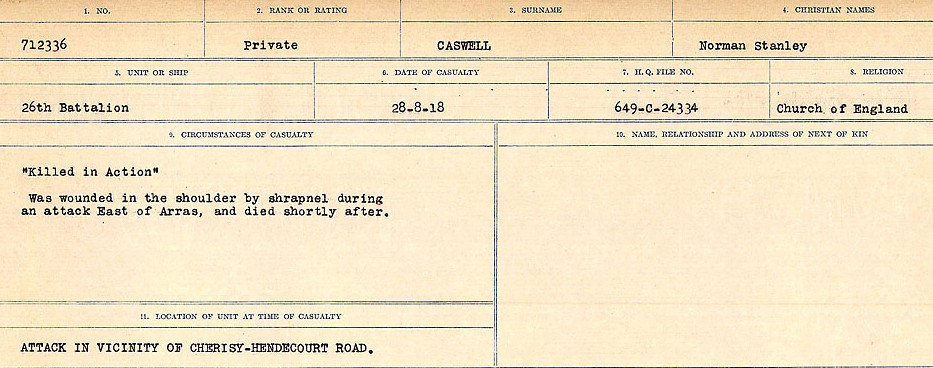 1. NO. 2. RANK OR RATING 3. SURNAME 4. CHRISTIAN NAMES
712336 Private CASWELL Norman Stanley
5. UNIT OR SHIP 6. DATE OF CASUALTY 7. H.Q. FILE NO. 8. RELIGION
26th Battalion 28-8-18 649-C-24334 Church of England
9. CIRCUMSTANCES OF CASUALTY 10. NAME, RELATIONSHIP AND ADDRESS OF NEXT OF KIN
"Killed in Action"
Was wounded in the shoulder by shrapnel during
an attack East of Arras, and died shortly after.
11. LOCATION OF UNIT AT TIME OF CASUALTY
ATTACK IN VICINITY OF CHERISY-HENDECOURT ROAD.